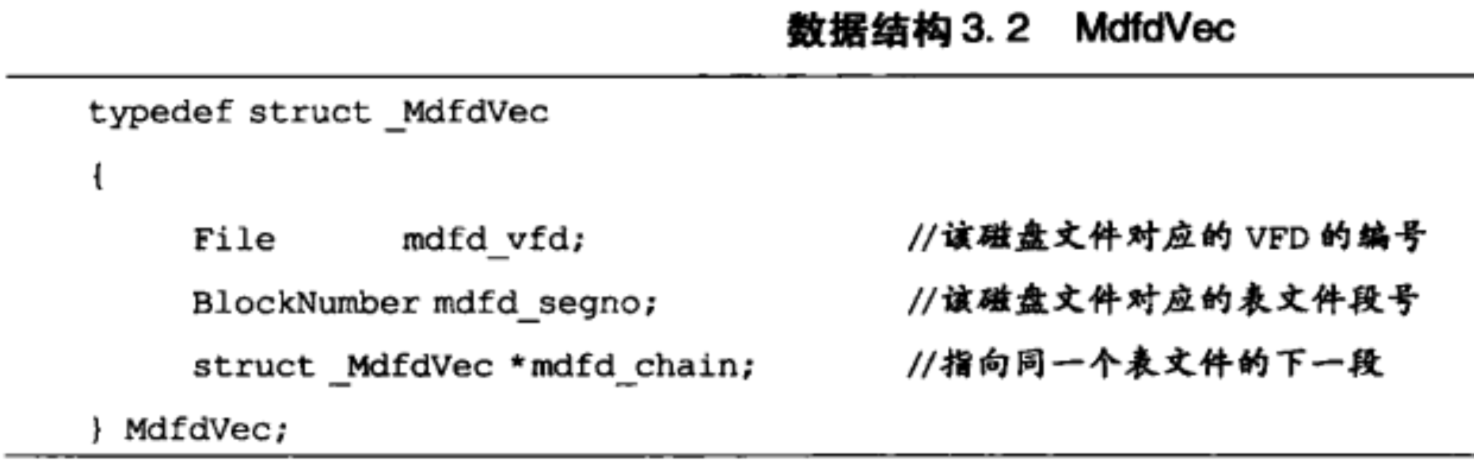 数据结构 3. 2 MdfdVec
typedef struct _MdfdVec
{
File mdfd_vfd; //该磁盘文件对应的 VFD 的编号
BlockNumber mdfd_segno; //该磁盘文件对应的表文件段号
struct _MdfdVec *mdfd_chain; //指向同一个表文件的下一段
} MdfdVec;